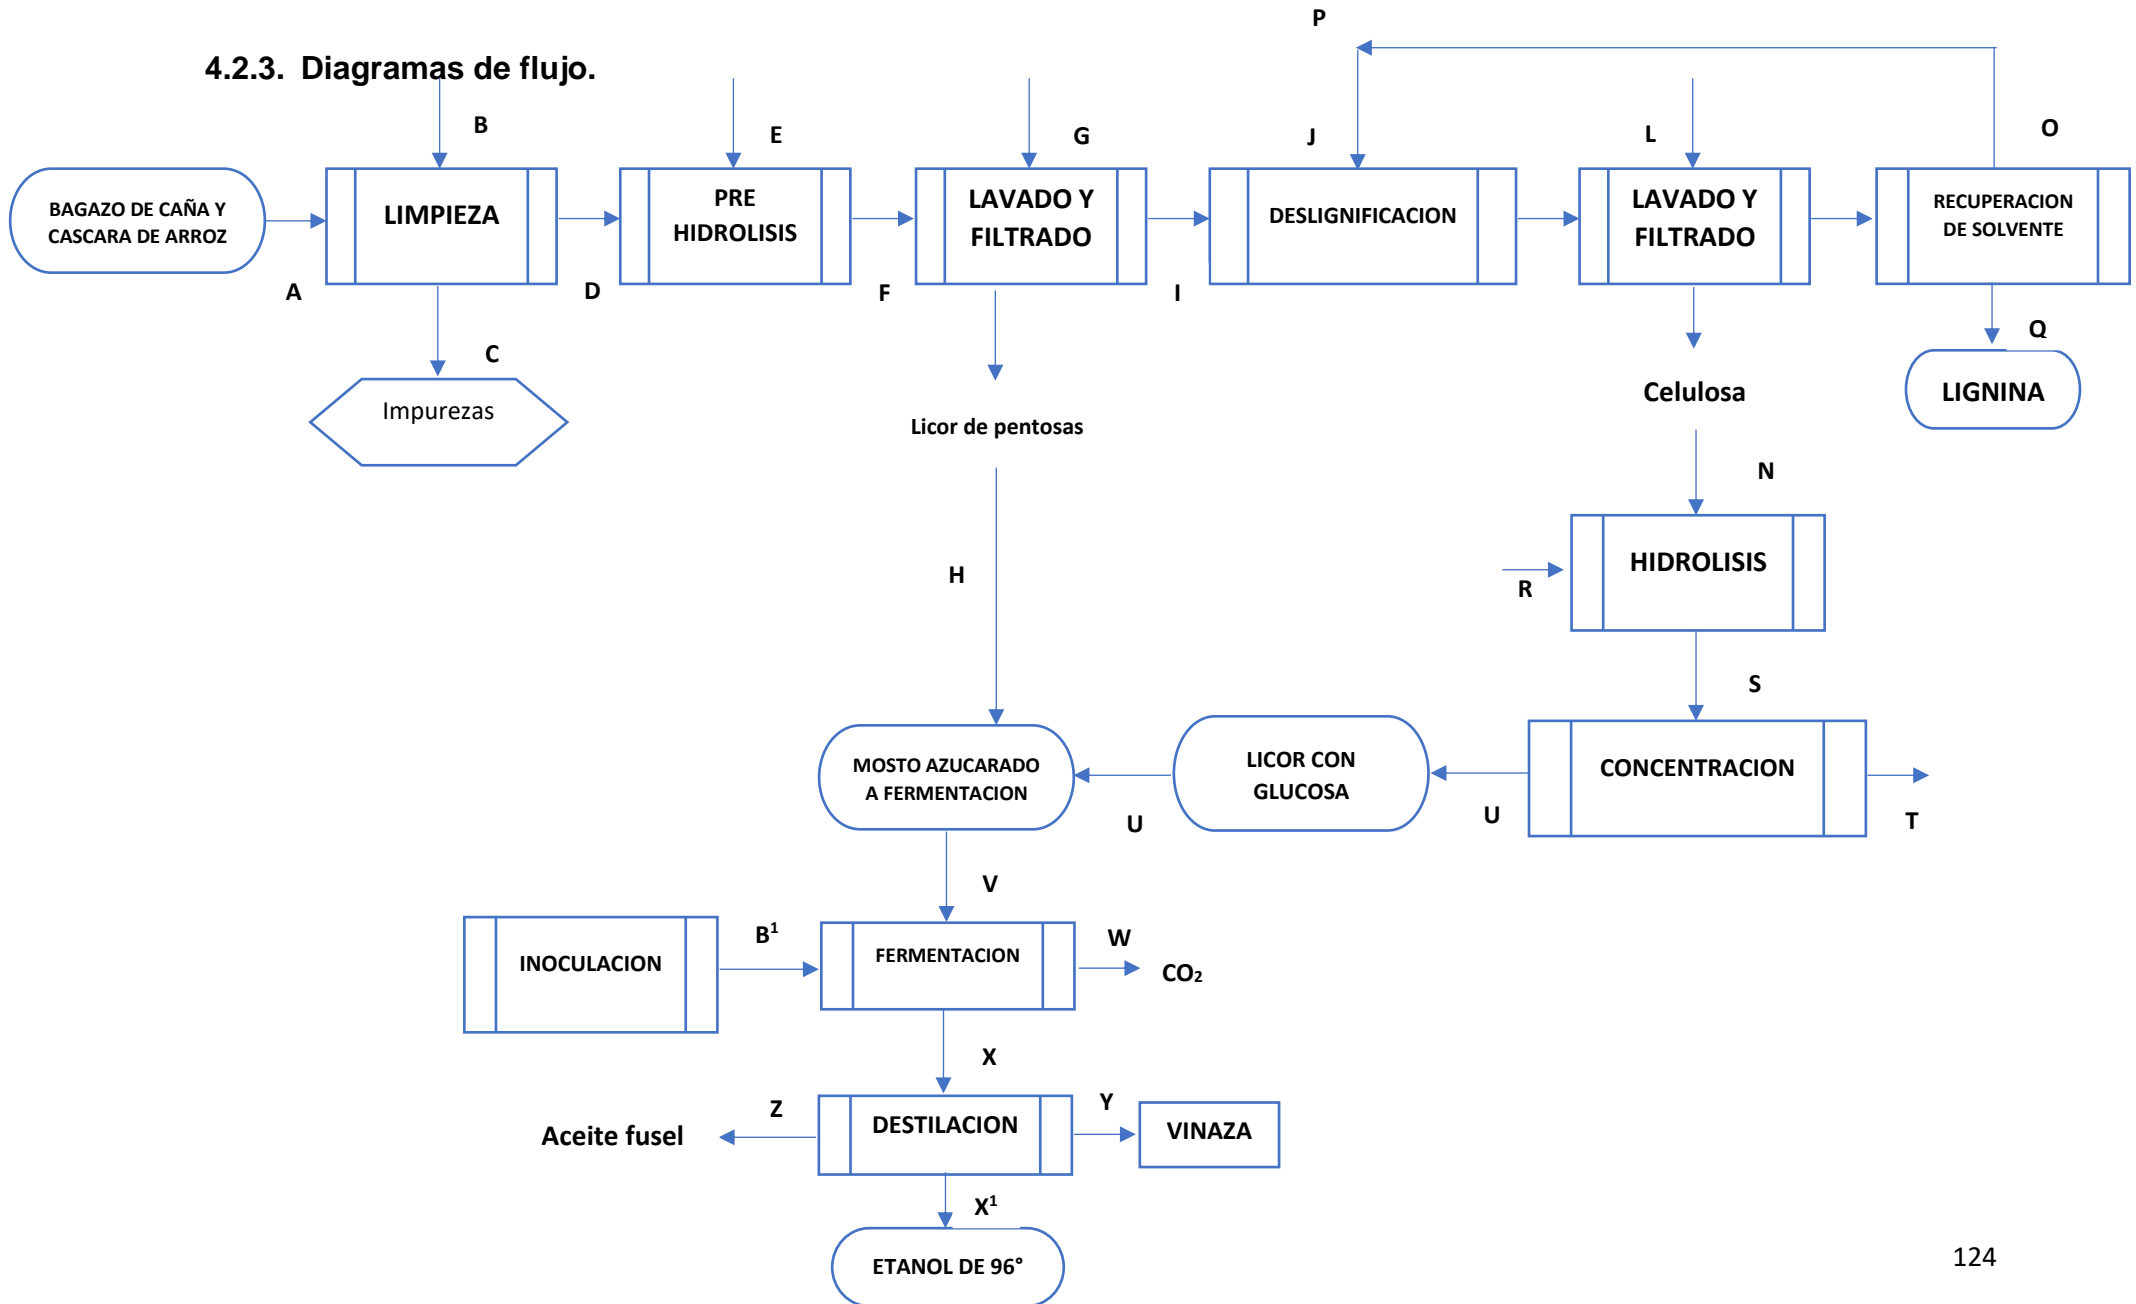 P
4.2.3. Diagramas de flujo.
B
E
G
J
L
O
BAGAZO DE CAÑA Y
CASCARA DE ARROZ
LIMPIEZA
PRE
HIDROLISIS
LAVADO Y
FILTRADO
DESLIGNIFICACION
LAVADO Y
FILTRADO
RECUPERACION
DE SOLVENTE
A
D
F
I
C
Q
Impurezas
Licor de pentosas
Celulosa
LIGNINA
N
H
R
HIDROLISIS
S
MOSTO AZUCARADO
A FERMENTACION
U
LICOR CON
GLUCOSA
U
CONCENTRACION
T
V
INOCULACION
B¹
FERMENTACION
W
CO₂
X
Aceite fusel
Z
DESTILACION
Y
VINAZA
X¹
ETANOL DE 96°
124